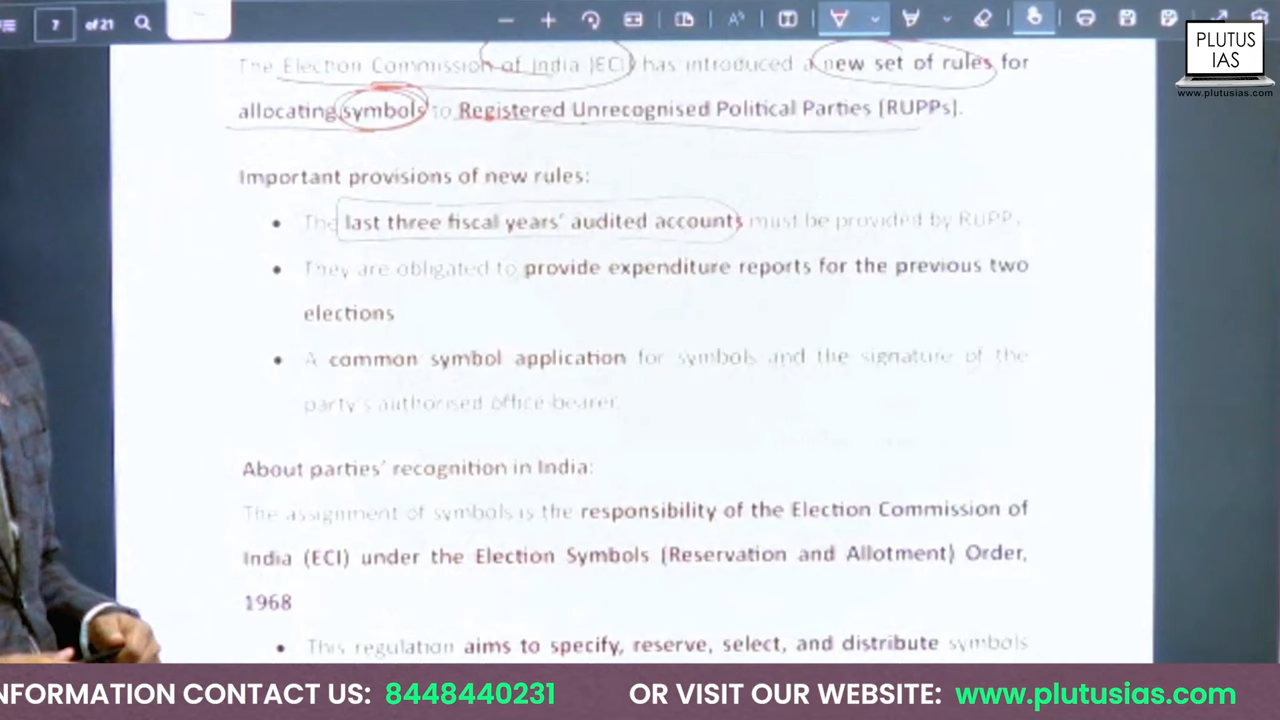 7 of 21
PLUTUS
IAS
www.plutusias.com
The Election Commission of India (ECI) has introduced a new set of rules for
allocating symbols to Registered Unrecognised Political Parties (RUPPs).
Important provisions of new rules:
• The last three fiscal years' audited accounts must be provided by RUPP.
• They are obligated to provide expenditure reports for the previous two
elections
• A common symbol application for symbols and the signature of the
party's authorised office-bearer.
About parties' recognition in India:
The assignment of symbols is the responsibility of the Election Commission of
India (ECI) under the Election Symbols (Reservation and Allotment) Order,
1968
• This regulation aims to specify, reserve, select, and distribute symbols
NFORMATION CONTACT US: 8448440231 OR VISIT OUR WEBSITE: www.plutusias.com